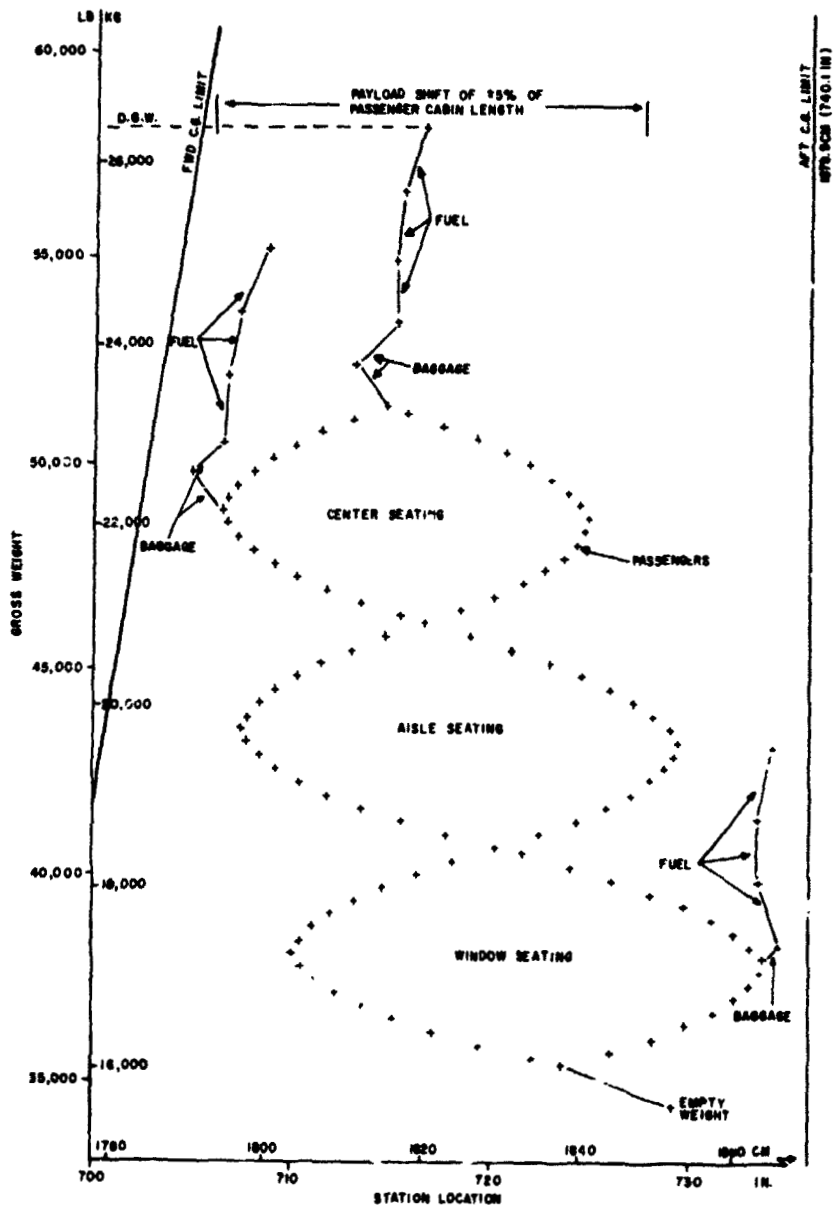 LB KG
60,000
FWD C.G. LIMIT
PAYLOAD SHIFT OF ±5% OF
PASSENGER CABIN LENGTH
AFT C.G. LIMIT
D.G.W.
26,000
FUEL
55,000
24,000
FUEL
BAGGAGE
50,000
CENTER SEATING
22,000
BAGGAGE
PASSENGERS
GROSS WEIGHT
45,000
20,000
AISLE SEATING
FUEL
40,000
18,000
WINDOW SEATING
BAGGAGE
16,000
35,000
EMPTY
WEIGHT
1780 1800 1820 1840 1860 CM
700 710 720 730 IN.
STATION LOCATION